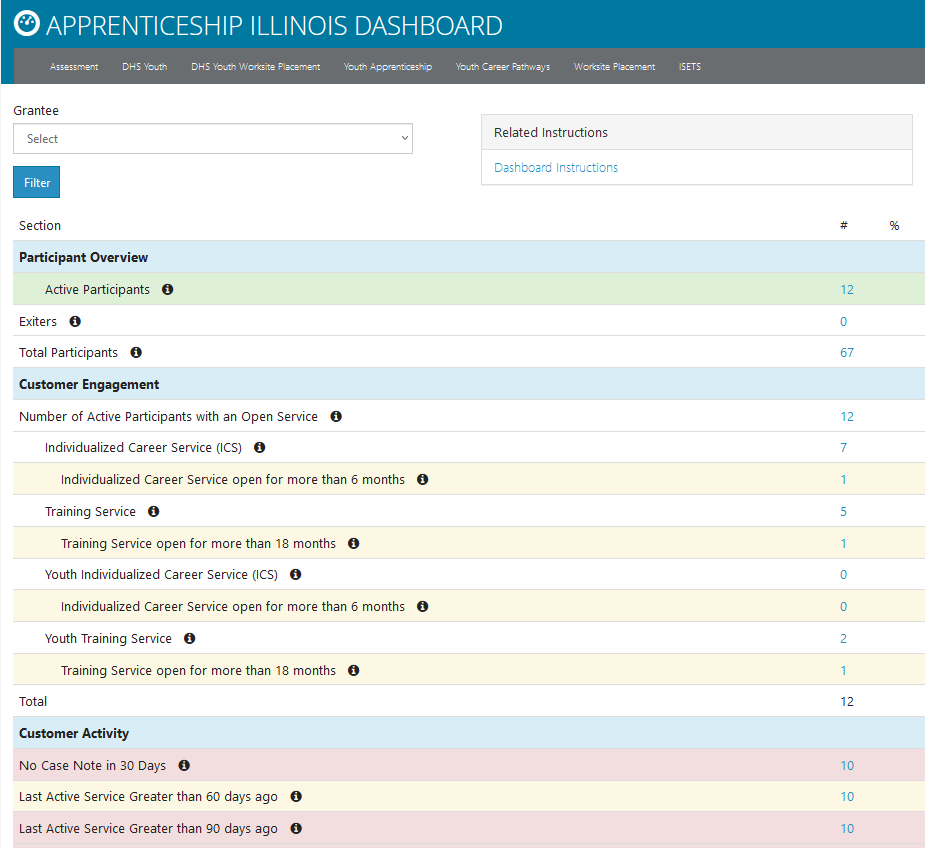 APPRENTICESHIP ILLINOIS DASHBOARD
Assessment DHS Youth DHS Youth Worksite Placement Youth Apprenticeship Youth Career Pathways Worksite Placement ISETS
Grantee
Select
Related Instructions
Dashboard Instructions
Filter
Section # %
Participant Overview
Active Participants 12
Exiters 0
Total Participants 67
Customer Engagement
Number of Active Participants with an Open Service 12
Individualized Career Service (ICS) 7
Individualized Career Service open for more than 6 months 1
Training Service 5
Training Service open for more than 18 months 1
Youth Individualized Career Service (ICS) 0
Individualized Career Service open for more than 6 months 0
Youth Training Service 2
Training Service open for more than 18 months 1
Total 12
Customer Activity
No Case Note in 30 Days 10
Last Active Service Greater than 60 days ago 10
Last Active Service Greater than 90 days ago 10